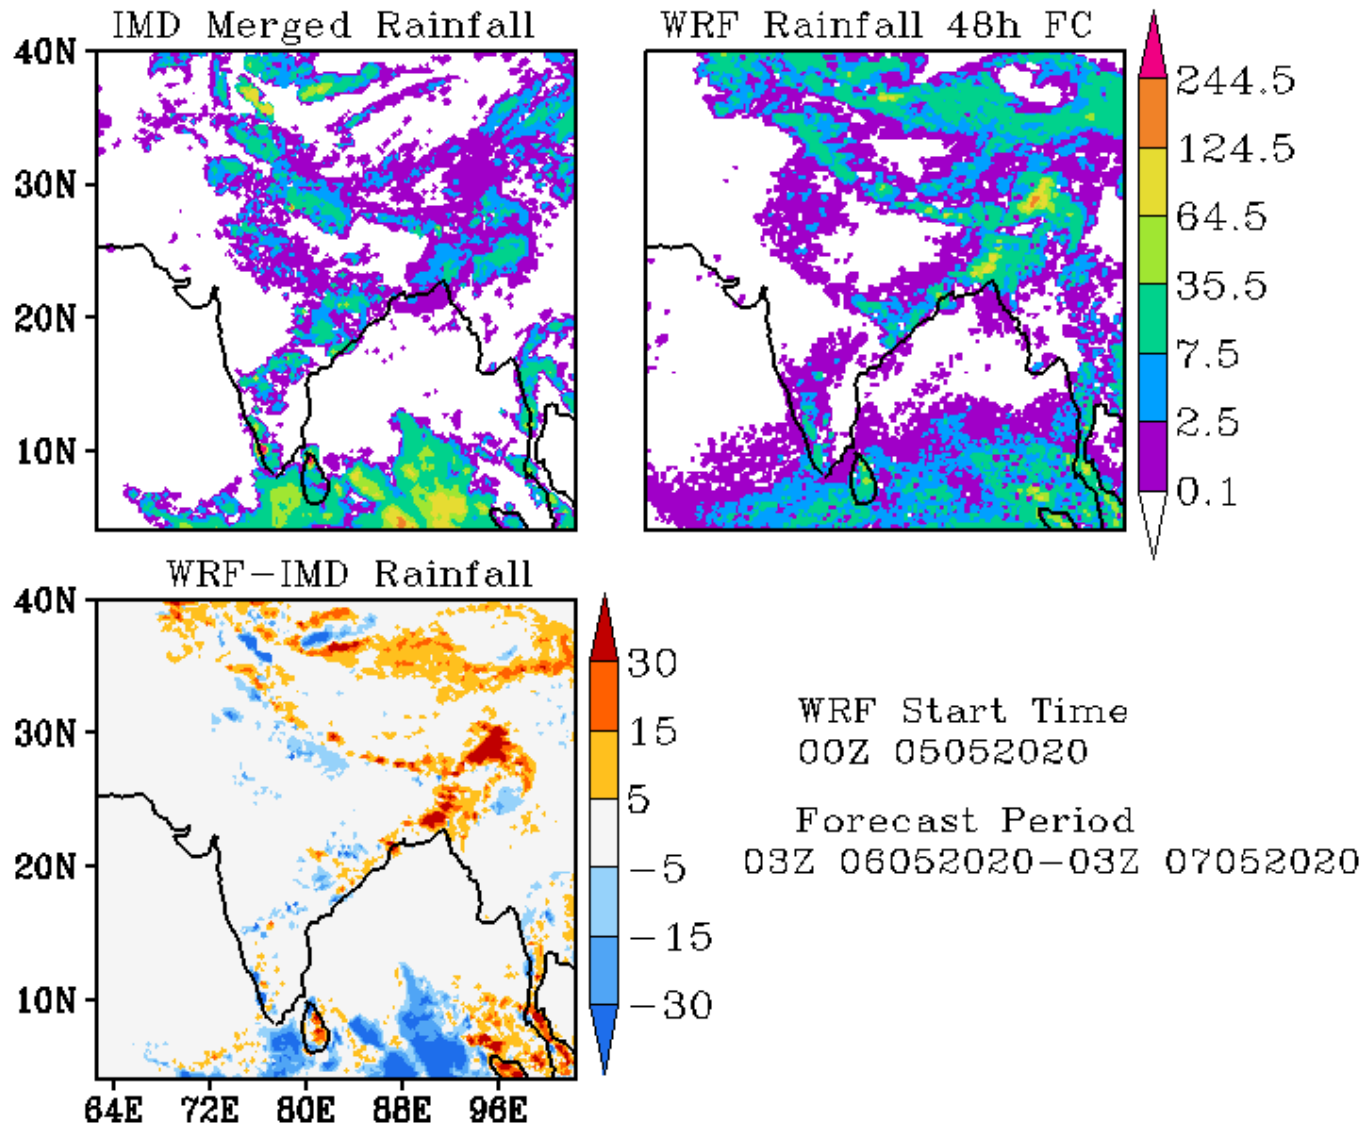 IMD Merged Rainfall
WRF Rainfall 48h FC
40N
30N
20N
10N
244.5
124.5
64.5
35.5
7.5
2.5
0.1
WRF-IMD Rainfall
40N
30N
20N
10N
64E 72E 80E 88E 96E
30
15
5
-5
-15
-30
WRF Start Time
00Z 05052020
Forecast Period
03Z 06052020-03Z 07052020